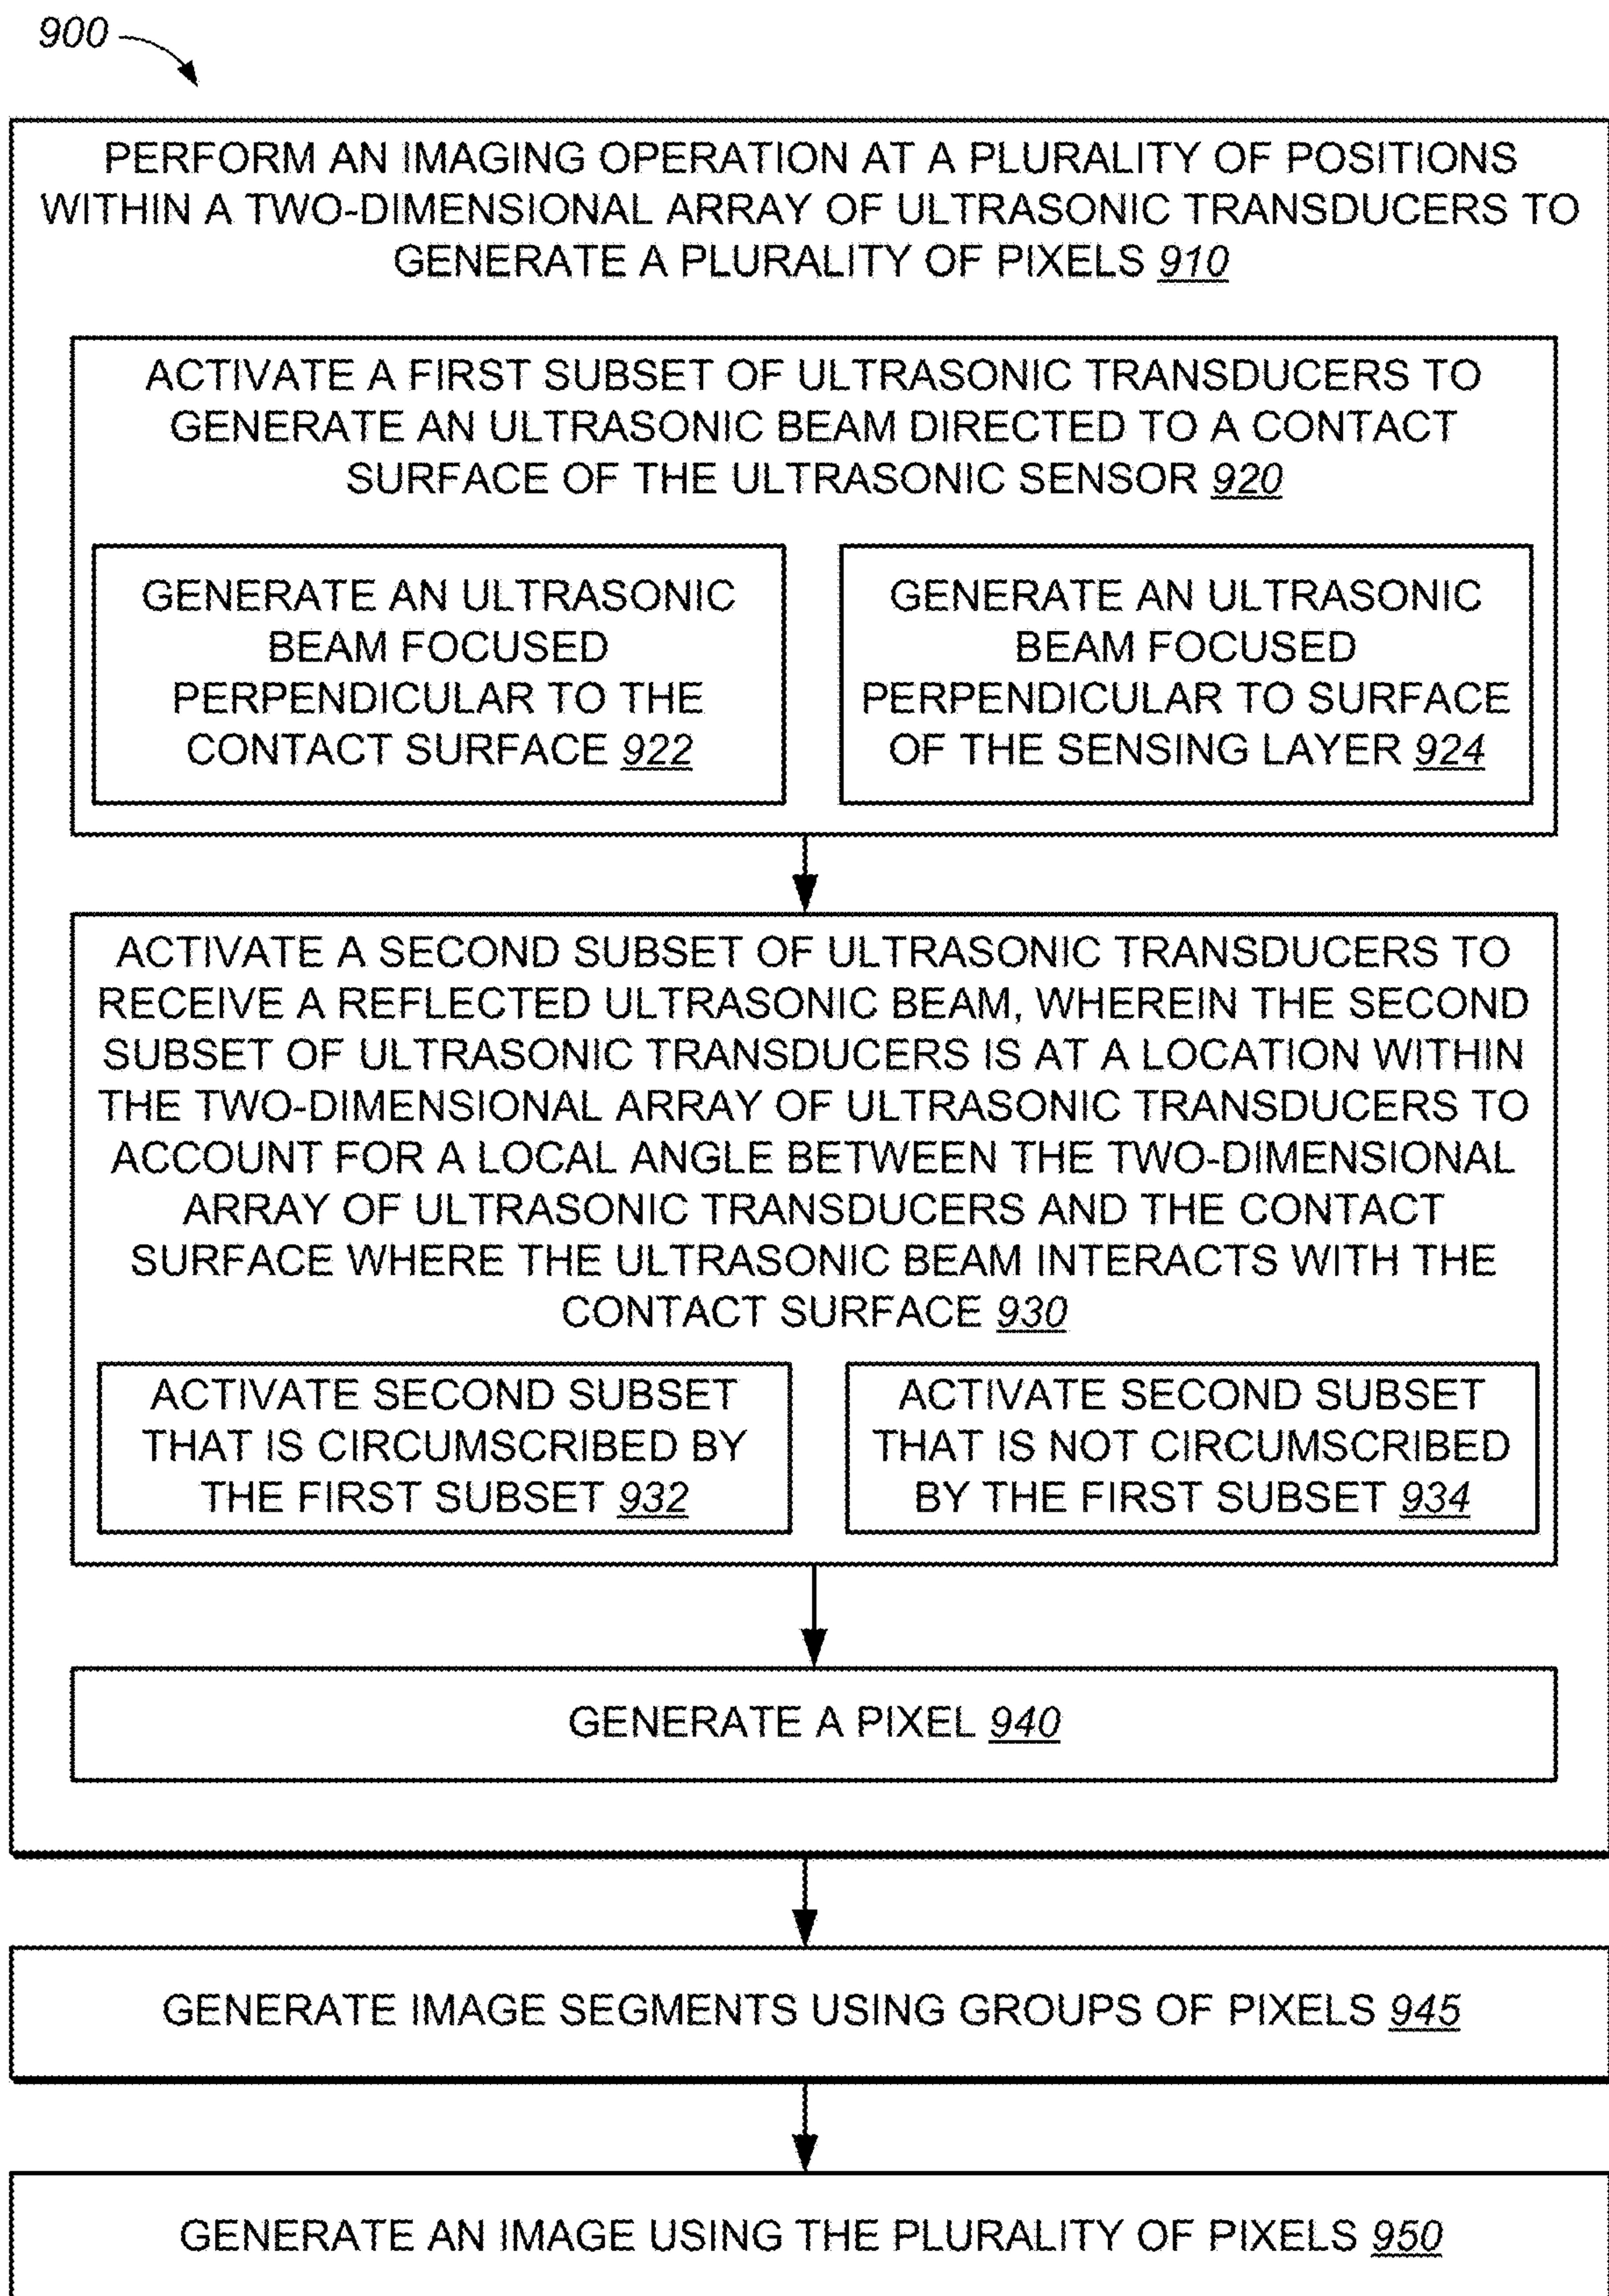 900
PERFORM AN IMAGING OPERATION AT A PLURALITY OF POSITIONS
WITHIN A TWO-DIMENSIONAL ARRAY OF ULTRASONIC TRANSDUCERS TO
GENERATE A PLURALITY OF PIXELS 910
ACTIVATE A FIRST SUBSET OF ULTRASONIC TRANSDUCERS TO
GENERATE AN ULTRASONIC BEAM DIRECTED TO A CONTACT
SURFACE OF THE ULTRASONIC SENSOR 920
GENERATE AN ULTRASONIC
BEAM FOCUSED
PERPENDICULAR TO THE
CONTACT SURFACE 922
GENERATE AN ULTRASONIC
BEAM FOCUSED
PERPENDICULAR TO SURFACE
OF THE SENSING LAYER 924
ACTIVATE A SECOND SUBSET OF ULTRASONIC TRANSDUCERS TO
RECEIVE A REFLECTED ULTRASONIC BEAM, WHEREIN THE SECOND
SUBSET OF ULTRASONIC TRANSDUCERS IS AT A LOCATION WITHIN
THE TWO-DIMENSIONAL ARRAY OF ULTRASONIC TRANSDUCERS TO
ACCOUNT FOR A LOCAL ANGLE BETWEEN THE TWO-DIMENSIONAL
ARRAY OF ULTRASONIC TRANSDUCERS AND THE CONTACT
SURFACE WHERE THE ULTRASONIC BEAM INTERACTS WITH THE
CONTACT SURFACE 930
ACTIVATE SECOND SUBSET
THAT IS CIRCUMSCRIBED BY
THE FIRST SUBSET 932
ACTIVATE SECOND SUBSET
THAT IS NOT CIRCUMSCRIBED
BY THE FIRST SUBSET 934
GENERATE A PIXEL 940
GENERATE IMAGE SEGMENTS USING GROUPS OF PIXELS 945
GENERATE AN IMAGE USING THE PLURALITY OF PIXELS 950